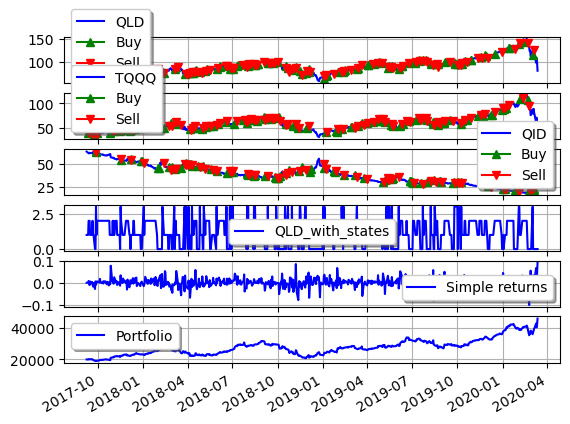 QLD
Buy
Sell
150
100
TQQQ
Buy
Sell
100
50
QID
Buy
Sell
50
25
QLD_with_states
2.5
0.0
Simple returns
0.1
0.0
−0.1
Portfolio
40000
20000
2017-10
2018-01
2018-04
2018-07
2018-10
2019-01
2019-04
2019-07
2019-10
2020-01
2020-04